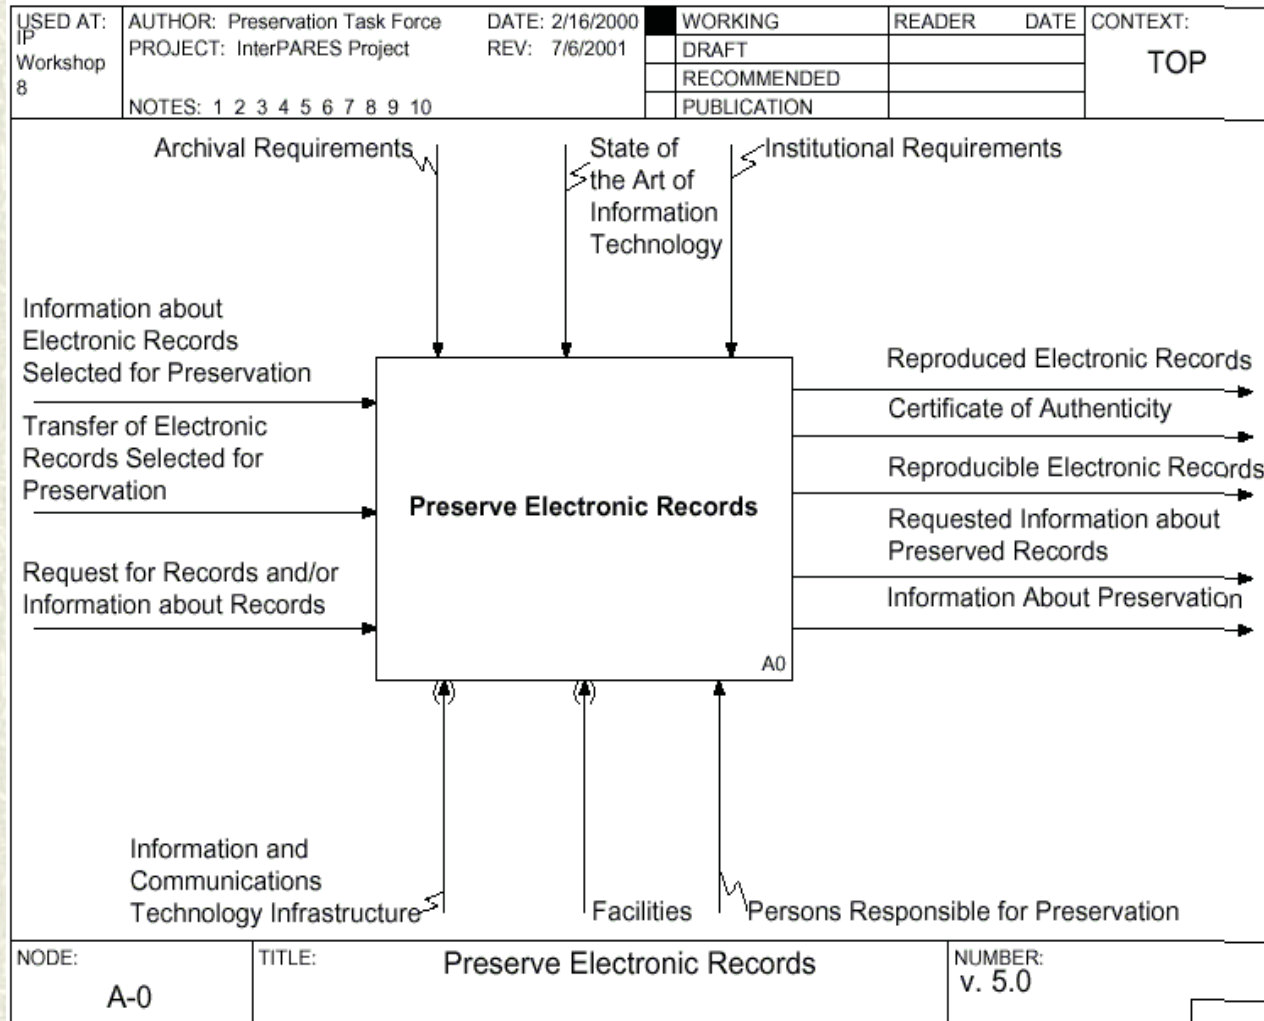 USED AT:
IP
Workshop
8
AUTHOR: Preservation Task Force
DATE: 2/16/2000
PROJECT: InterPARES Project
REV: 7/6/2001
NOTES: 1 2 3 4 5 6 7 8 9 10
WORKING
DRAFT
RECOMMENDED
PUBLICATION
READER DATE
CONTEXT:
TOP
Archival Requirements
State of
the Art of
Information
Technology
Institutional Requirements
Information about
Electronic Records
Selected for Preservation
Transfer of Electronic
Records Selected for
Preservation
Request for Records and/or
Information about Records
Preserve Electronic Records
A0
Reproduced Electronic Records
Certificate of Authenticity
Reproducible Electronic Records
Requested Information about
Preserved Records
Information About Preservation
Information and
Communications
Technology Infrastructure
Facilities
Persons Responsible for Preservation
NODE:
A-0
TITLE:
Preserve Electronic Records
NUMBER:
v. 5.0